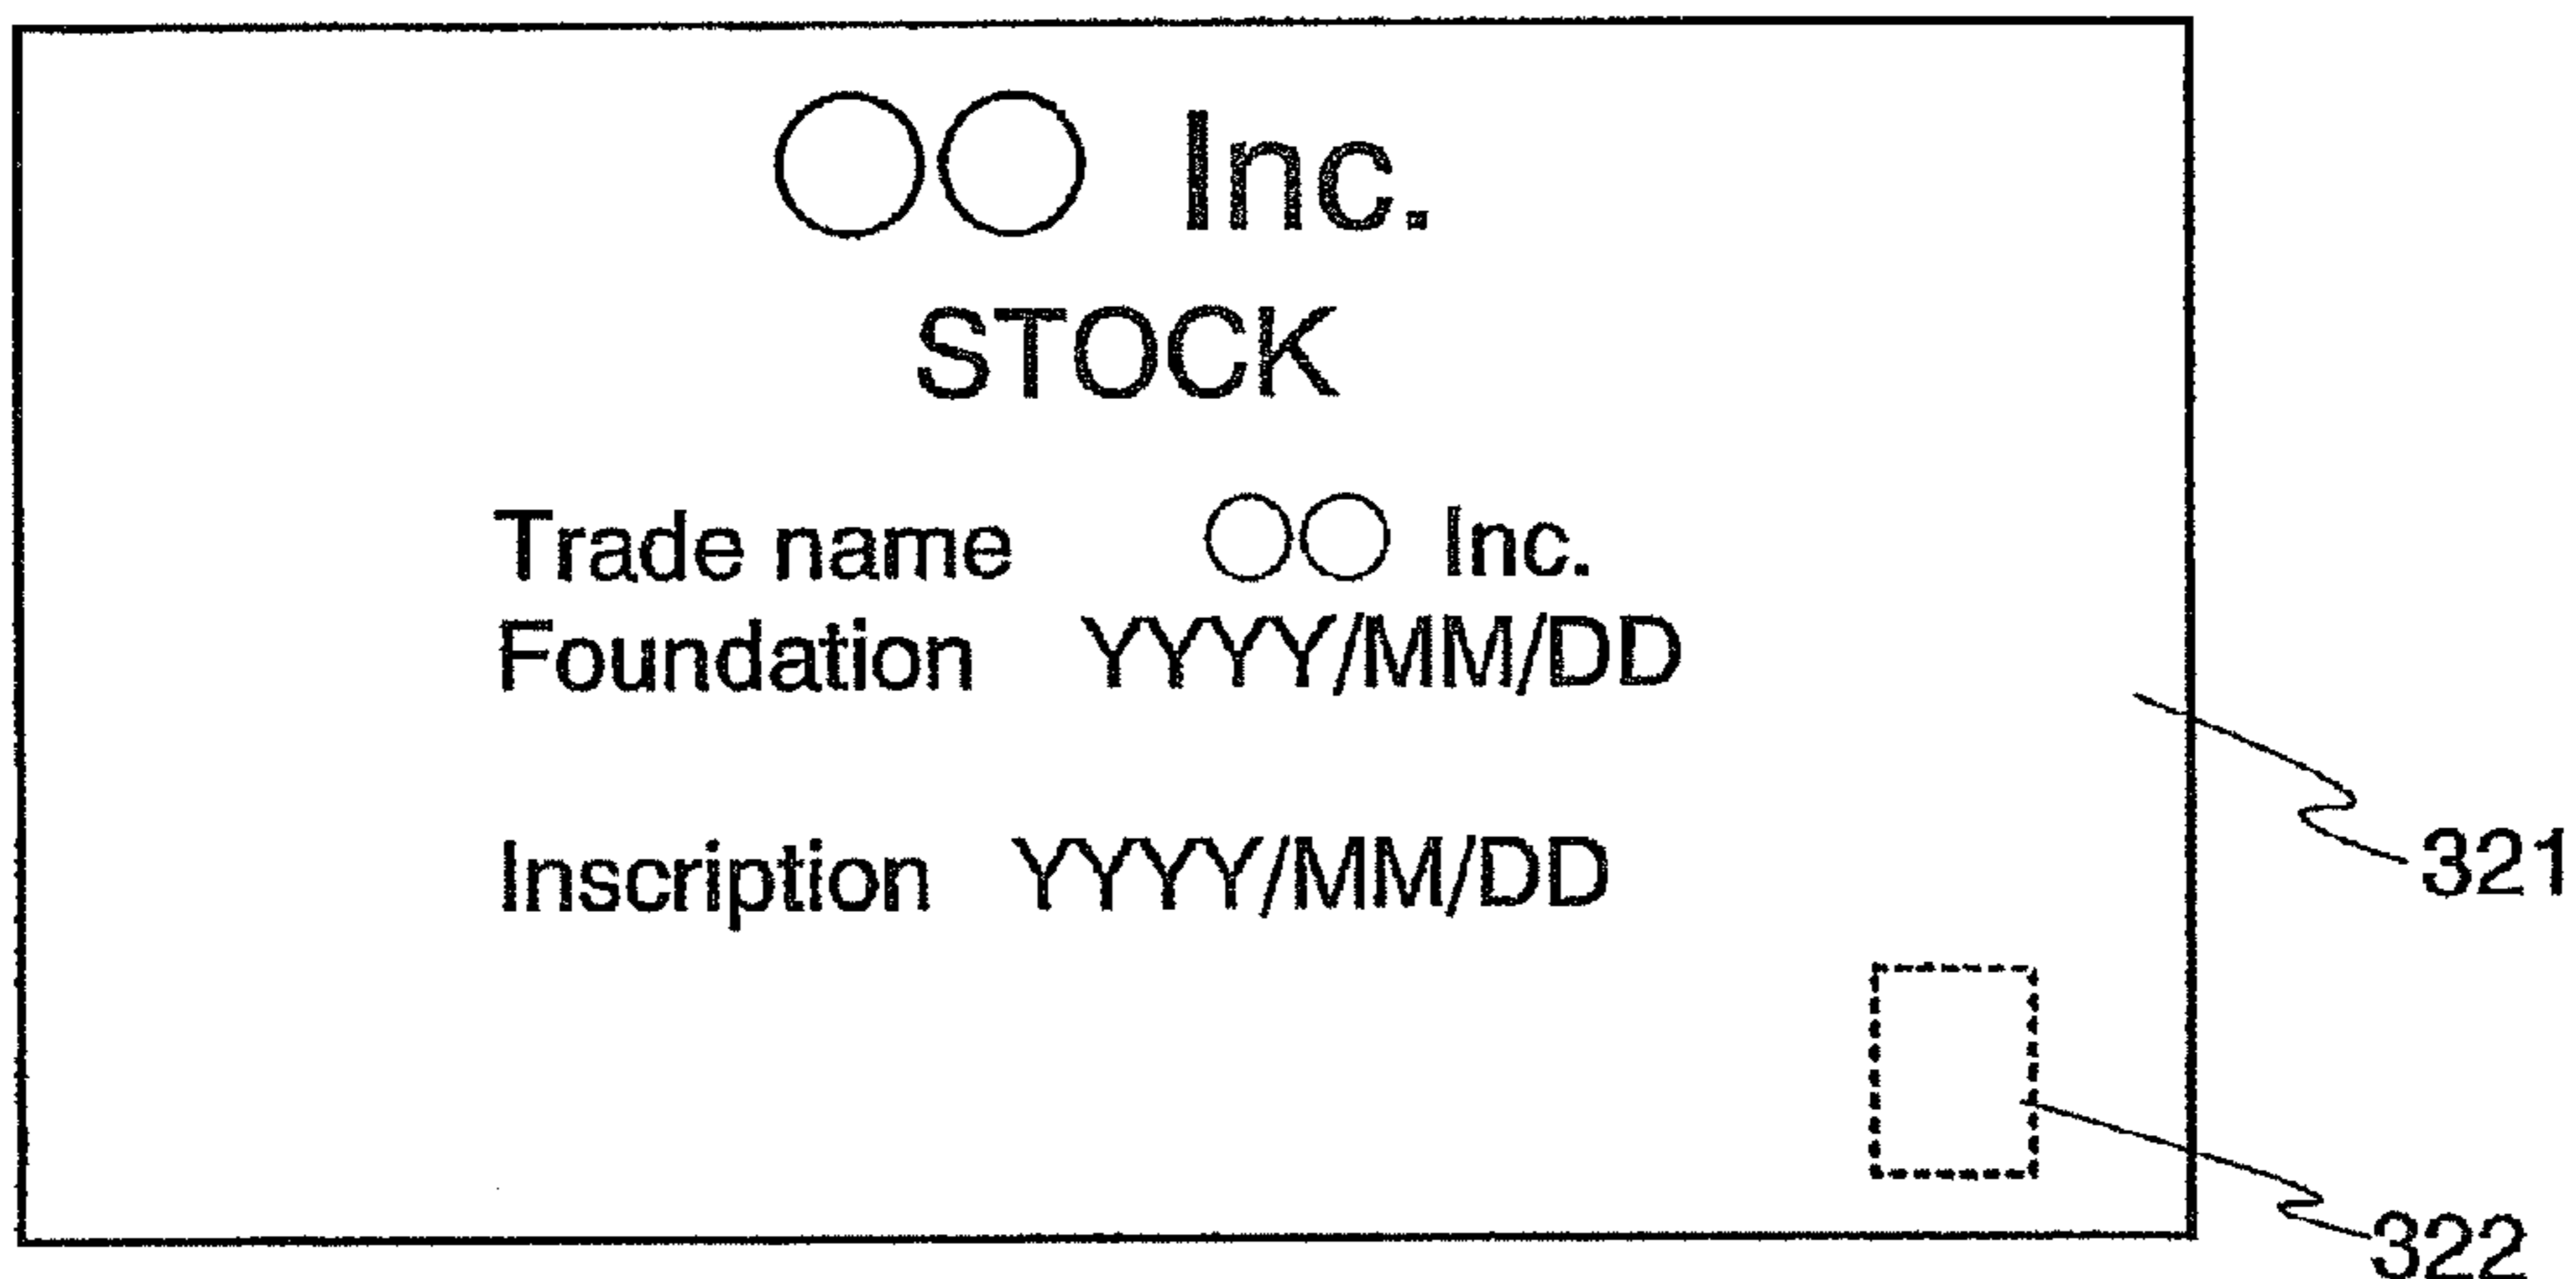 ○○ Inc.
STOCK
Trade name ○○ Inc.
Foundation YYYY/MM/DD
Inscription YYYY/MM/DD
321
322